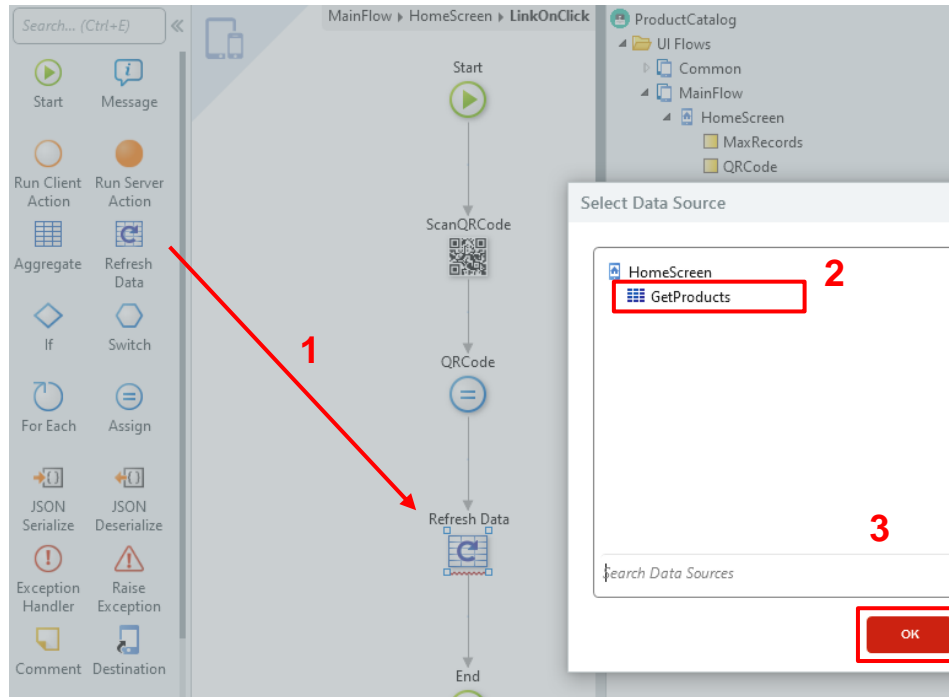 Search... (Ctrl+E)
Start
Message
Run Client
Action
Run Server
Action
Aggregate
Refresh
Data
If
Switch
For Each
Assign
JSON
Serialize
JSON
Deserialize
Exception
Handler
Raise
Exception
Comment
Destination
MainFlow HomeScreen LinkOnClick
Start
ScanQRCode
QRCode
Refresh Data
End
1
ProductCatalog
UI Flows
Common
MainFlow
HomeScreen
MaxRecords
QRCode
Select Data Source
HomeScreen
GetProducts
2
3
Search Data Sources
OK